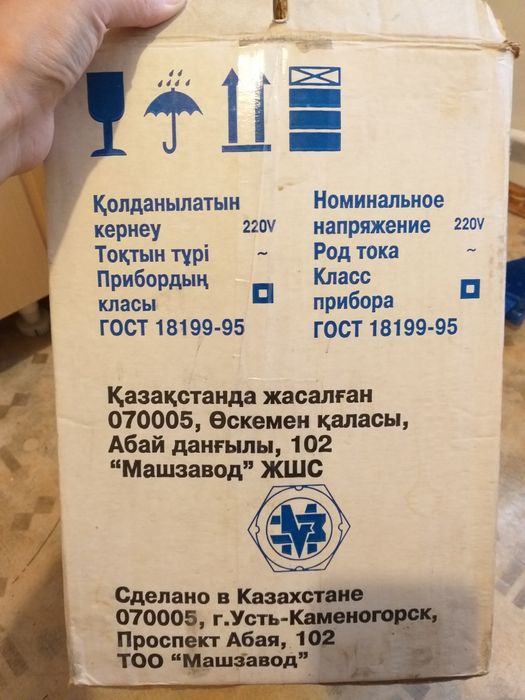 Қолданылатын
кернеу 220V
Тоқтын түрі ~
Прибордың
класы
ГОСТ 18199-95
Номинальное
напряжение 220V
Род тока ~
Класс
прибора
ГОСТ 18199-95
Қазақстанда жасалған
070005, Өскемен қаласы,
Абай данғылы, 102
“Машзавод” ЖШС
Сделано в Казахстане
070005, г.Усть-Каменогорск,
Проспект Абая, 102
ТОО “Машзавод”